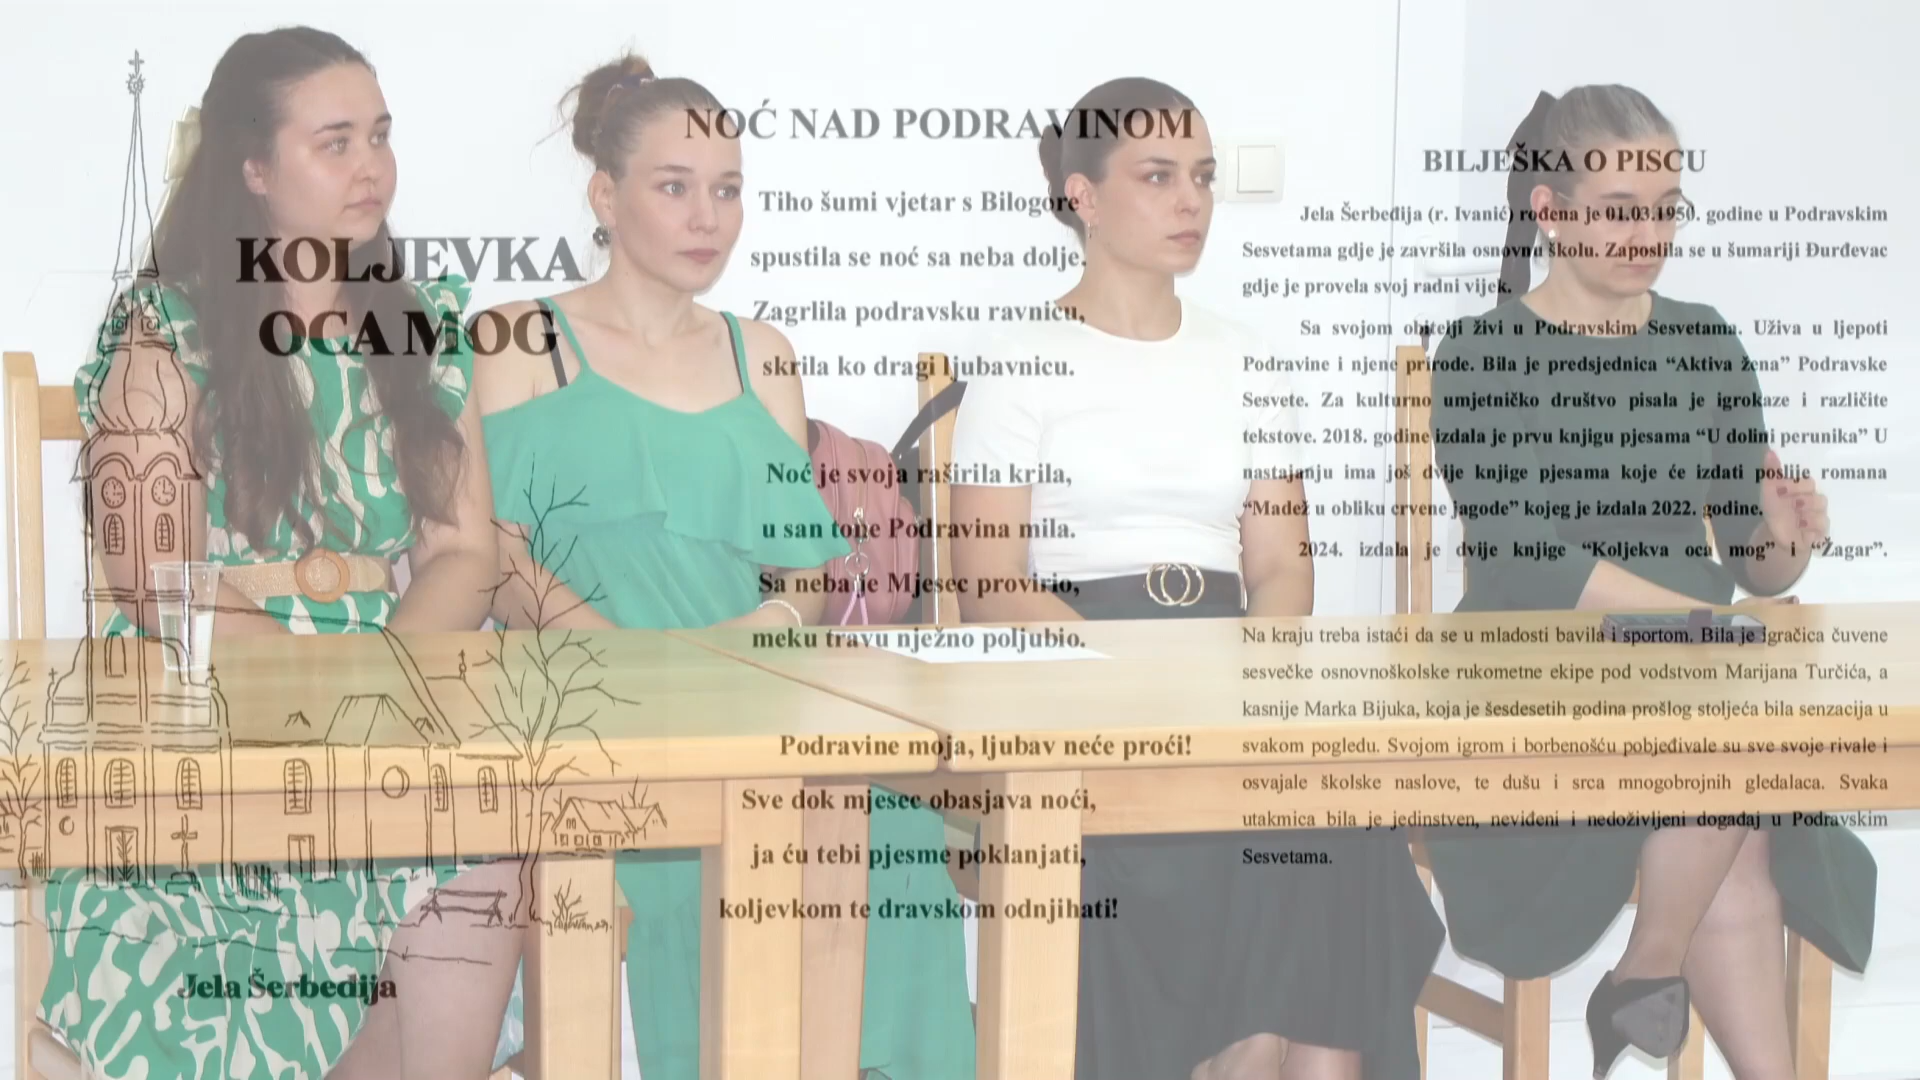 KOLJEVKA
OCA MOG
Jela Šerbedija
NOĆ NAD PODRAVINOM
Tiho šumi vjetar s Bilogore
spustila se noć sa neba dolje.
Zagrlila podravsku ravnicu,
skrila ko dragi ljubavnicu.
Noć je svoja raširila krila,
u san tone Podravina mila.
Sa neba je Mjesec provirio,
meku travu nježno poljubio.
Podravine moja, ljubav neće proći!
Sve dok mjesec obasjava noći,
ja ću tebi pjesme poklanjati,
koljevkom te dravskom odnjihati!
BILJEŠKA O PISCU
Jela Šerbedija (r. Ivanić) rođena je 01.03.1950. godine u Podravskim
Sesvetama gdje je završila osnovnu školu. Zaposlila se u šumariji Đurđevac
gdje je provela svoj radni vijek.
Sa svojom obitelji živi u Podravskim Sesvetama. Uživa u ljepoti
Podravine i njene prirode. Bila je predsjednica “Aktiva žena” Podravske
Sesvete. Za kulturno umjetničko društvo pisala je igrokaze i različite
tekstove. 2018. godine izdala je prvu knjigu pjesama “U dolini perunika” U
nastajanju ima još dvije knjige pjesama koje će izdati poslije romana
“Madež u obliku crvene jagode” kojeg je izdala 2022. godine.
2024. izdala je dvije knjige “Koljekva oca mog” i “Žagar”.
Na kraju treba istaći da se u mladosti bavila i sportom. Bila je igračica čuvene
sesvečke osnovnoškolske rukometne ekipe pod vodstvom Marijana Turčića, a
kasnije Marka Bijuka, koja je šesdesetih godina prošlog stoljeća bila senzacija u
svakom pogledu. Svojom igrom i borbenošću pobjeđivale su sve svoje rivale i
osvajale školske naslove, te dušu i srca mnogobrojnih gledalaca. Svaka
utakmica bila je jedinstven, neviđeni i nedoživljeni događaj u Podravskim
Sesvetama.